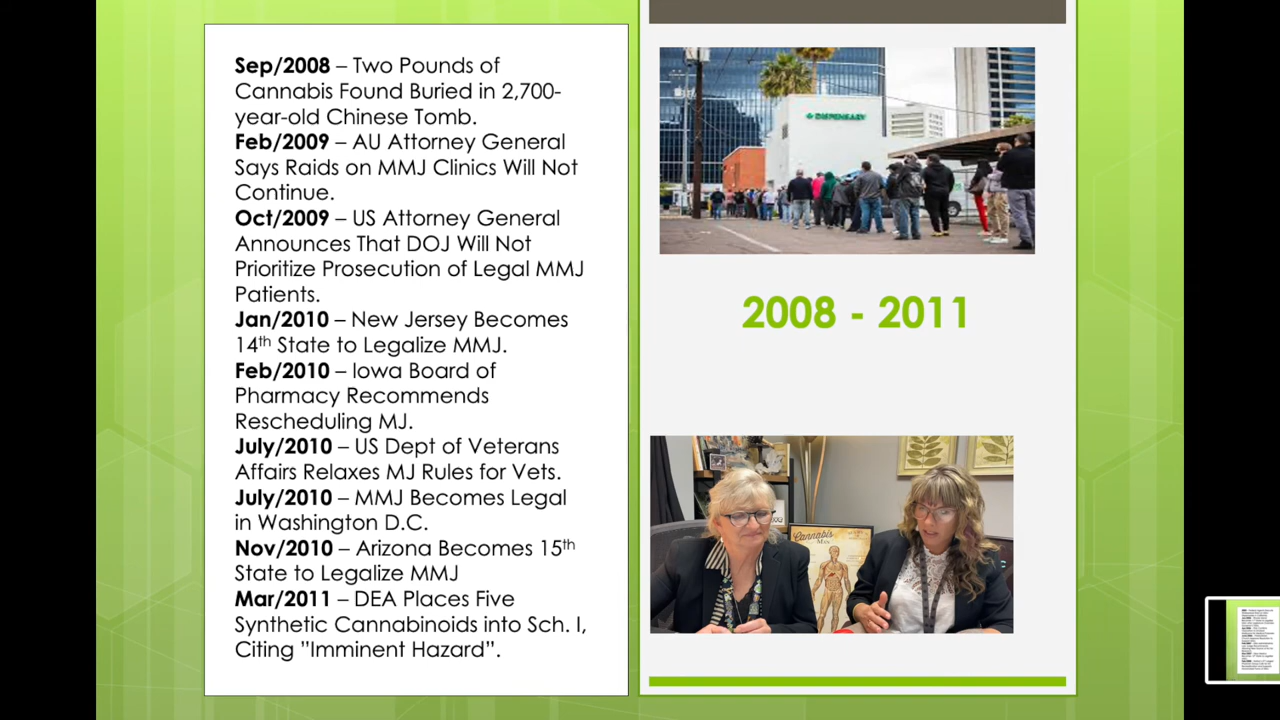 Sep/2008 – Two Pounds of
Cannabis Found Buried in 2,700-
year-old Chinese Tomb.
Feb/2009 – AU Attorney General
Says Raids on MMJ Clinics Will Not
Continue.
Oct/2009 – US Attorney General
Announces That DOJ Will Not
Prioritize Prosecution of Legal MMJ
Patients.
Jan/2010 – New Jersey Becomes
14th State to Legalize MMJ.
Feb/2010 – Iowa Board of
Pharmacy Recommends
Rescheduling MJ.
July/2010 – US Dept of Veterans
Affairs Relaxes MJ Rules for Vets.
July/2010 – MMJ Becomes Legal
in Washington D.C.
Nov/2010 – Arizona Becomes 15th
State to Legalize MMJ
Mar/2011 – DEA Places Five
Synthetic Cannabinoids into Sch. I,
Citing "Imminent Hazard".
DISPENSARY
2008 - 2011
Cannabis